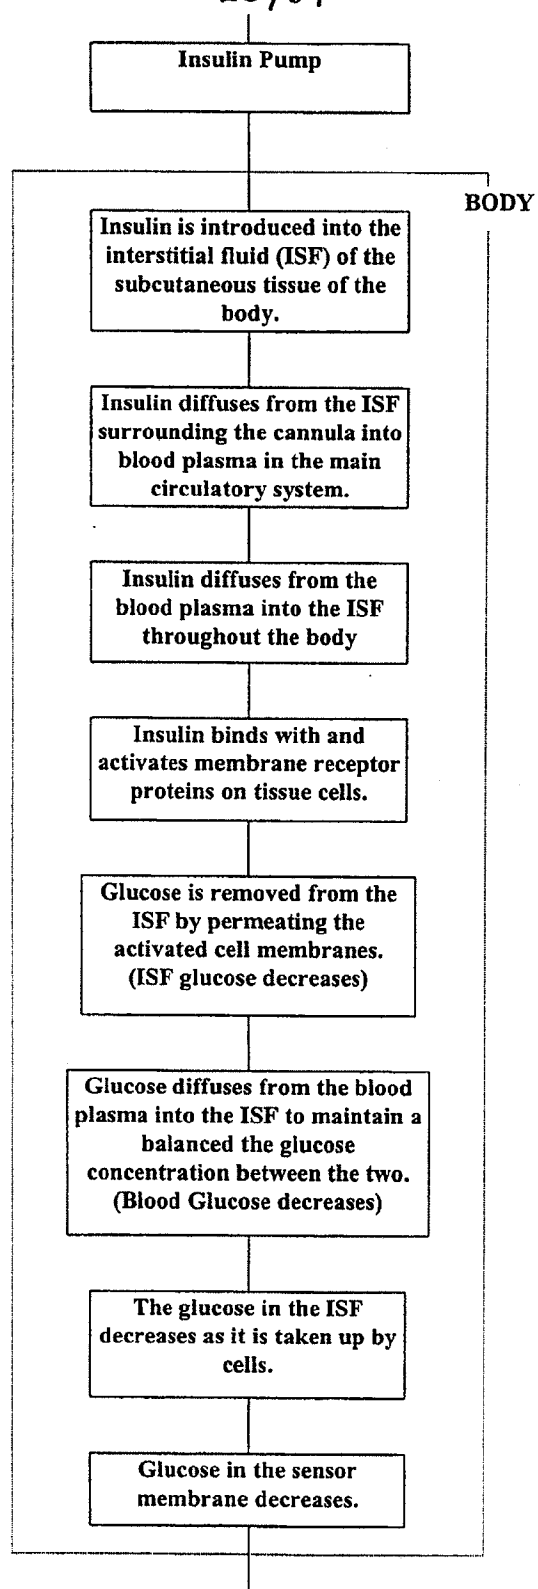 Insulin Pump
BODY
Insulin is introduced into the
interstitial fluid (ISF) of the
subcutaneous tissue of the
body.
Insulin diffuses from the ISF
surrounding the cannula into
blood plasma in the main
circulatory system.
Insulin diffuses from the
blood plasma into the ISF
throughout the body
Insulin binds with and
activates membrane receptor
proteins on tissue cells.
Glucose is removed from the
ISF by permeating the
activated cell membranes.
(ISF glucose decreases)
Glucose diffuses from the blood
plasma into the ISF to maintain a
balanced the glucose
concentration between the two.
(Blood Glucose decreases)
The glucose in the ISF
decreases as it is taken up by
cells.
Glucose in the sensor
membrane decreases.